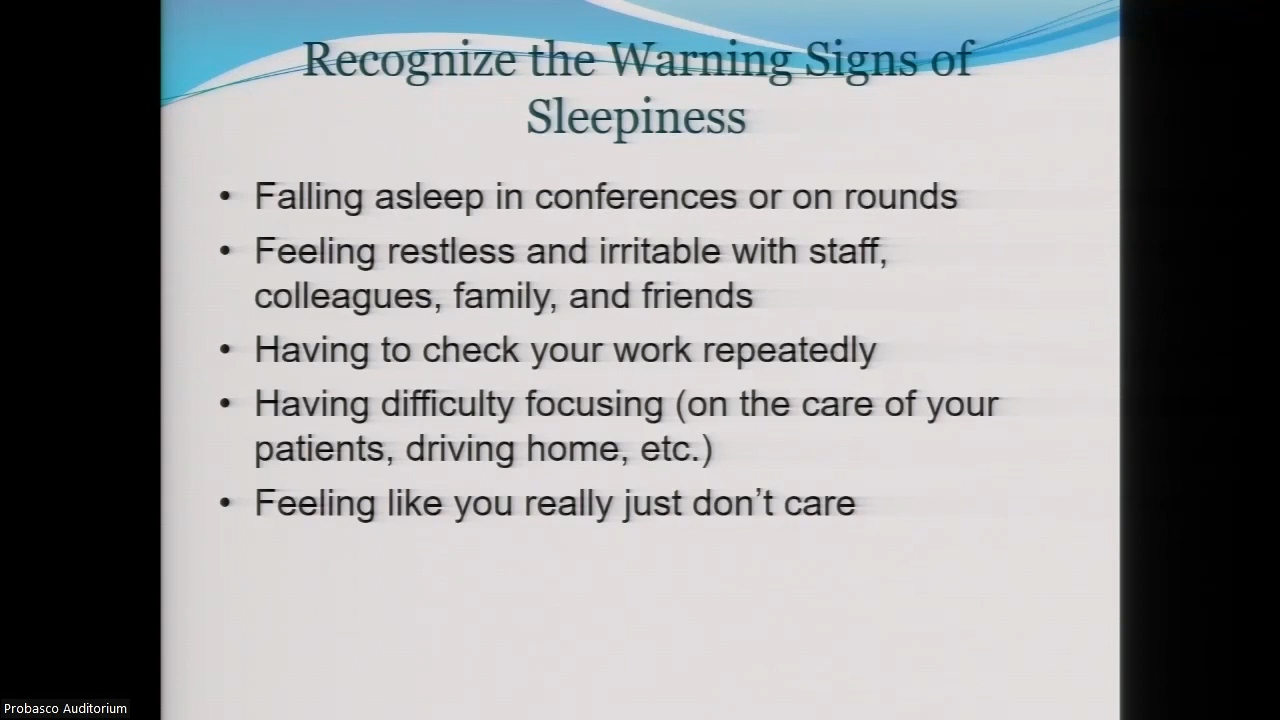 Recognize the Warning Signs of
Sleepiness
• Falling asleep in conferences or on rounds
• Feeling restless and irritable with staff,
colleagues, family, and friends
• Having to check your work repeatedly
• Having difficulty focusing (on the care of your
patients, driving home, etc.)
• Feeling like you really just don’t care
Probasco Auditorium